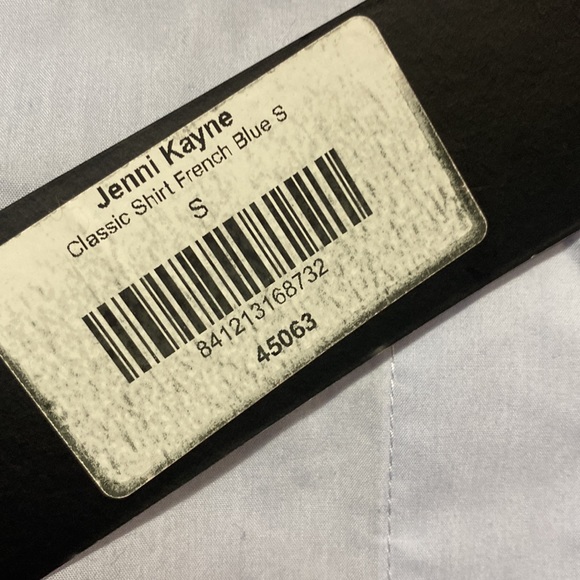 Jenni Kayne
Classic Shirt French Blue S
S
841213168732
45063